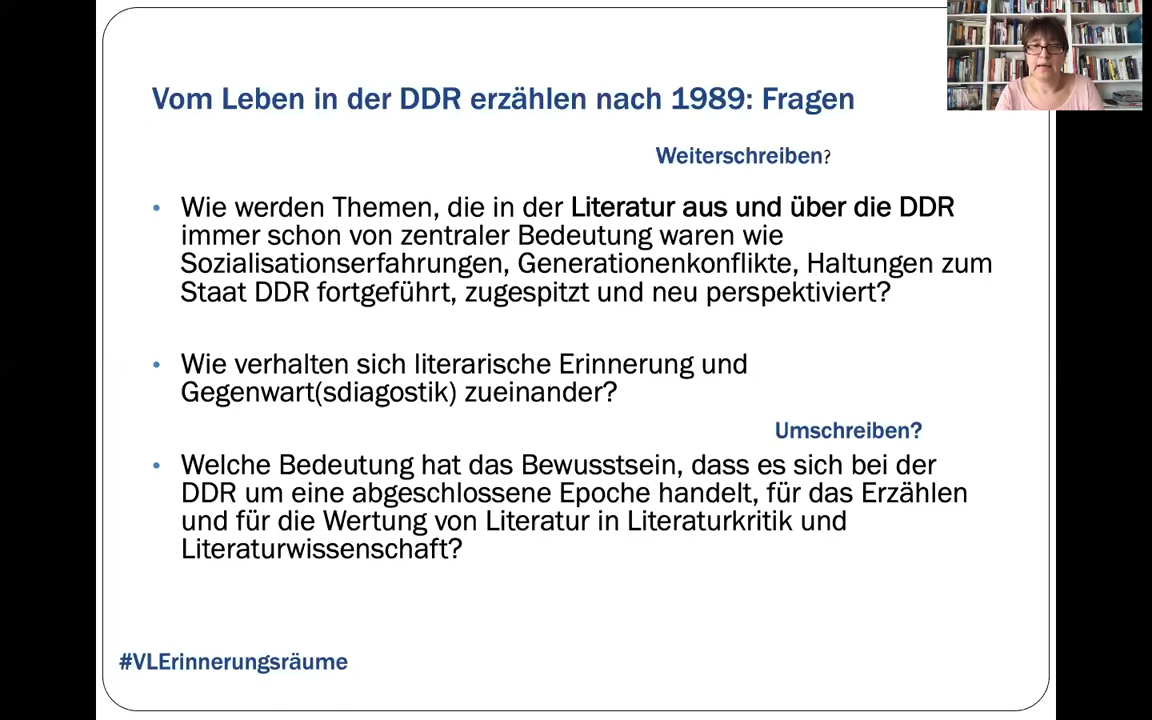 Vom Leben in der DDR erzählen nach 1989: Fragen
Weiterschreiben?
• Wie werden Themen, die in der Literatur aus und über die DDR
immer schon von zentraler Bedeutung waren wie
Sozialisationserfahrungen, Generationenkonflikte, Haltungen zum
Staat DDR fortgeführt, zugespitzt und neu perspektiviert?
• Wie verhalten sich literarische Erinnerung und
Gegenwart(sdiagostik) zueinander?
Umschreiben?
• Welche Bedeutung hat das Bewusstsein, dass es sich bei der
DDR um eine abgeschlossene Epoche handelt, für das Erzählen
und für die Wertung von Literatur in Literaturkritik und
Literaturwissenschaft?
#VLErinnerungsräume